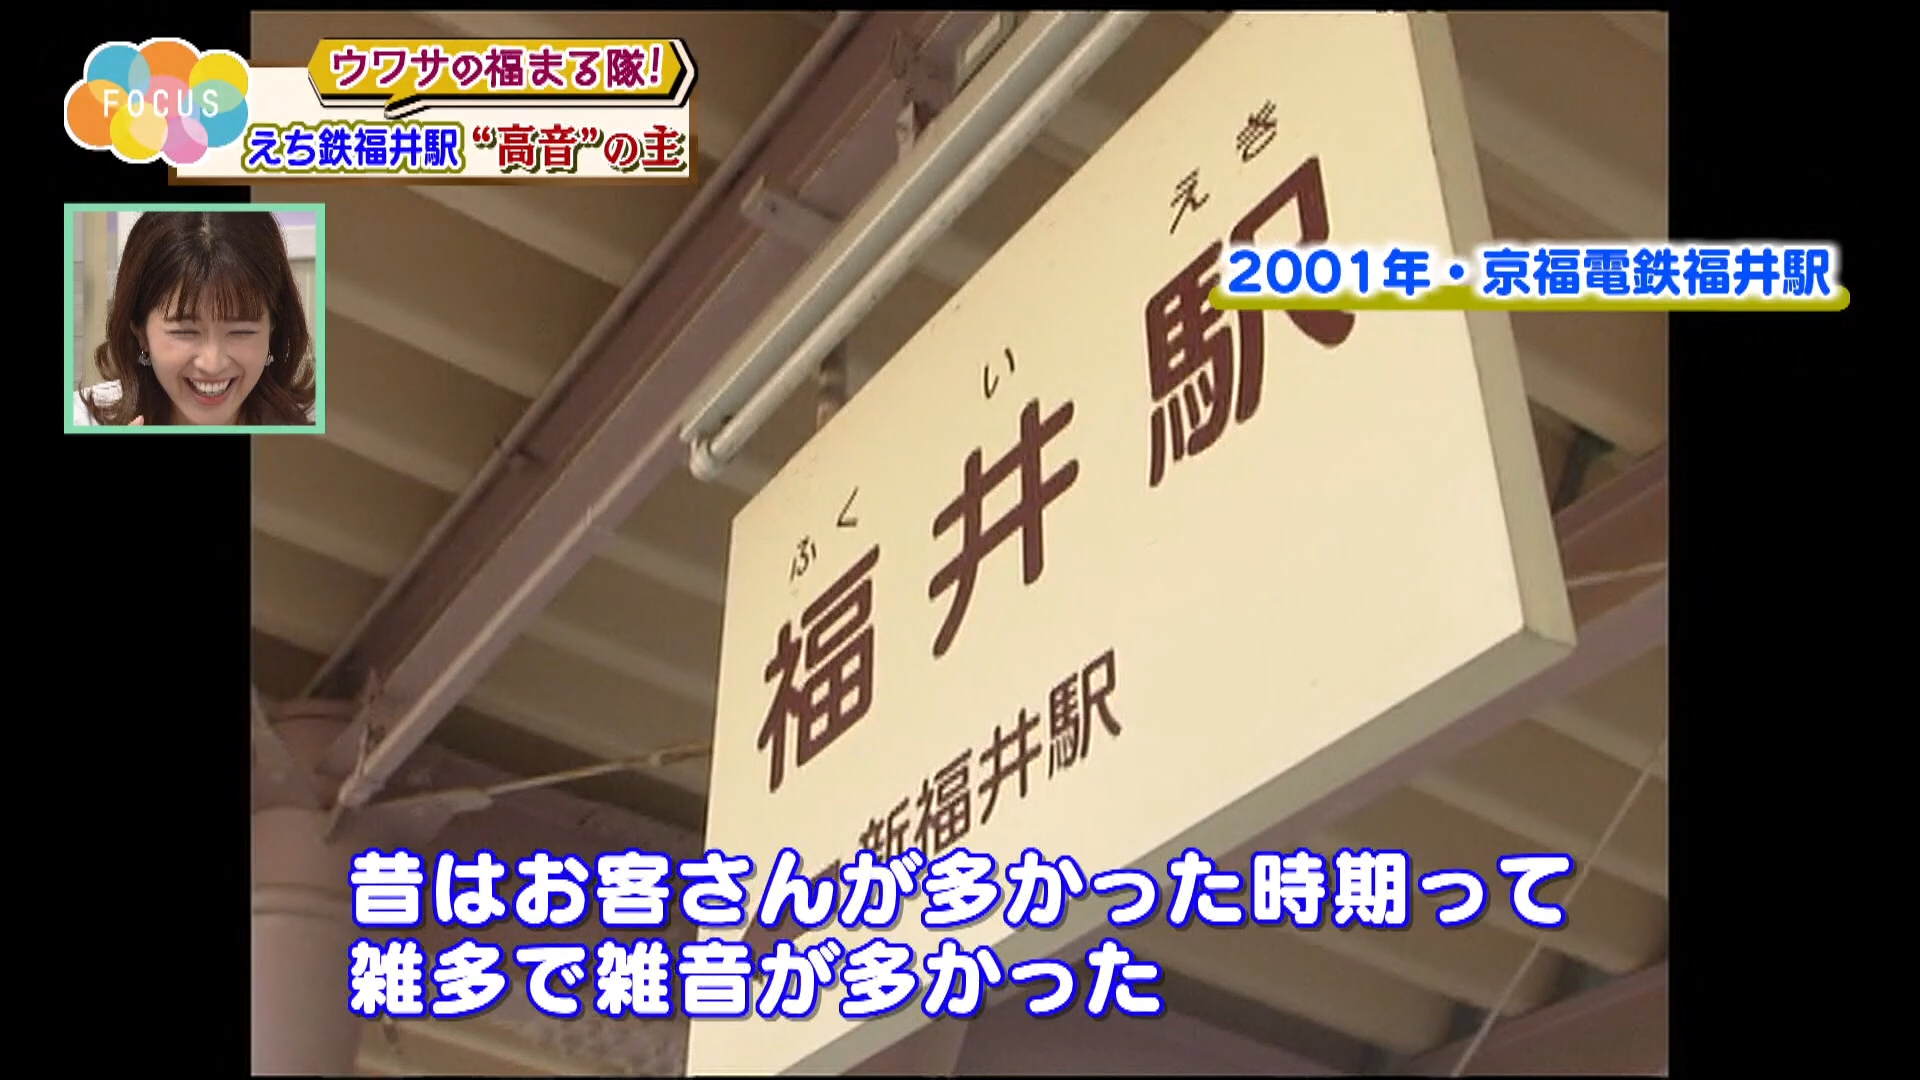 FOCUS
ウワサの福まる隊!
えち鉄福井駅“高音”の主
2001年・京福電鉄福井駅
ふく い えき
福井駅
新福井駅
昔はお客さんが多かった時期って
雑多で雑音が多かった